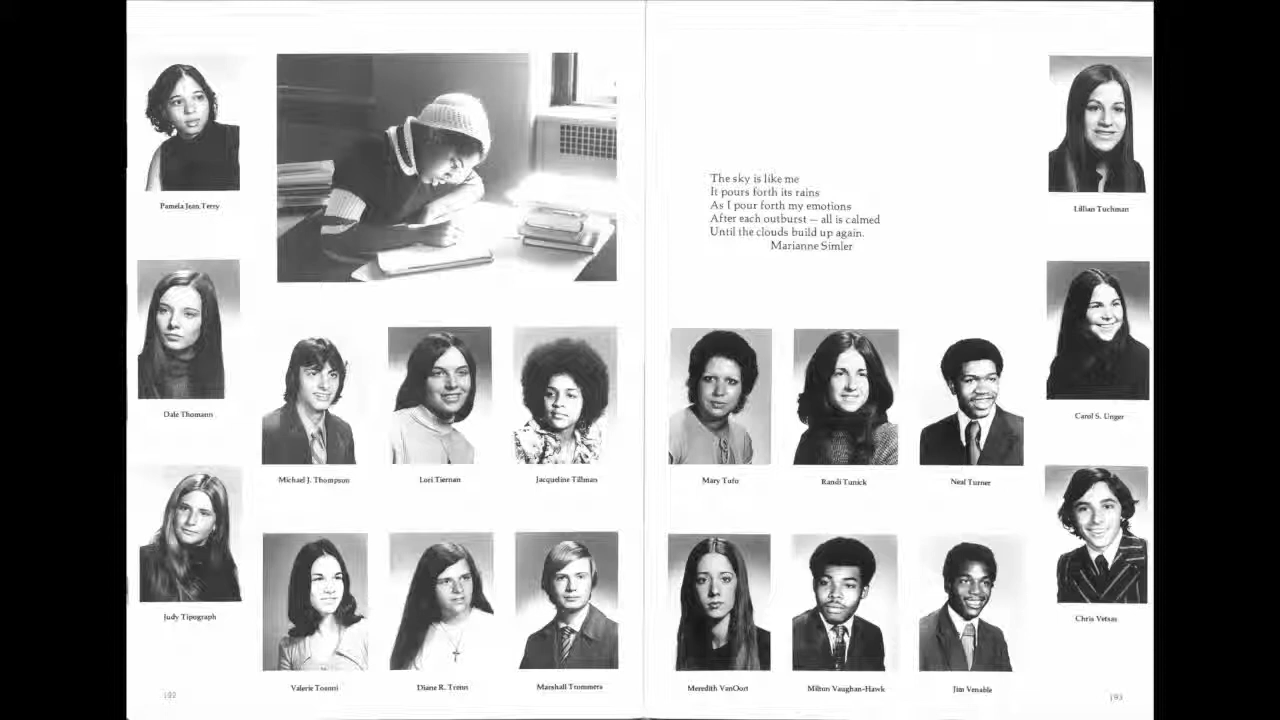 Pamela Jean Terry
The sky is like me
It pours forth its rains
As I pour forth my emotions
After each outburst — all is calmed
Until the clouds build up again.
Marianne Simler
Lillian Tuchman
Dale Thomann
Carol S. Unger
Michael J. Thompson
Lori Tiernan
Jacqueline Tillman
Mary Tufo
Randi Tunick
Neal Turner
Judy Tipograph
Chris Vetsas
Valerie
Diane R.
Marshall Trommers
Meredith VanOort
Vaughan-Hawk
Jim Venable
192
193